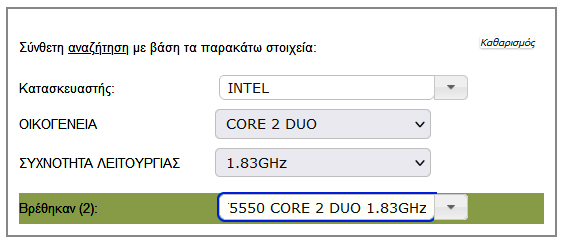 Σύνθετη αναζήτηση με βάση τα παρακάτω στοιχεία:
Καθαρισμός
Κατασκευαστής: INTEL
ΟΙΚΟΓΕΝΕΙΑ CORE 2 DUO
ΣΥΧΝΟΤΗΤΑ ΛΕΙΤΟΥΡΓΙΑΣ 1.83GHz
Βρέθηκαν (2): 5550 CORE 2 DUO 1.83GHz